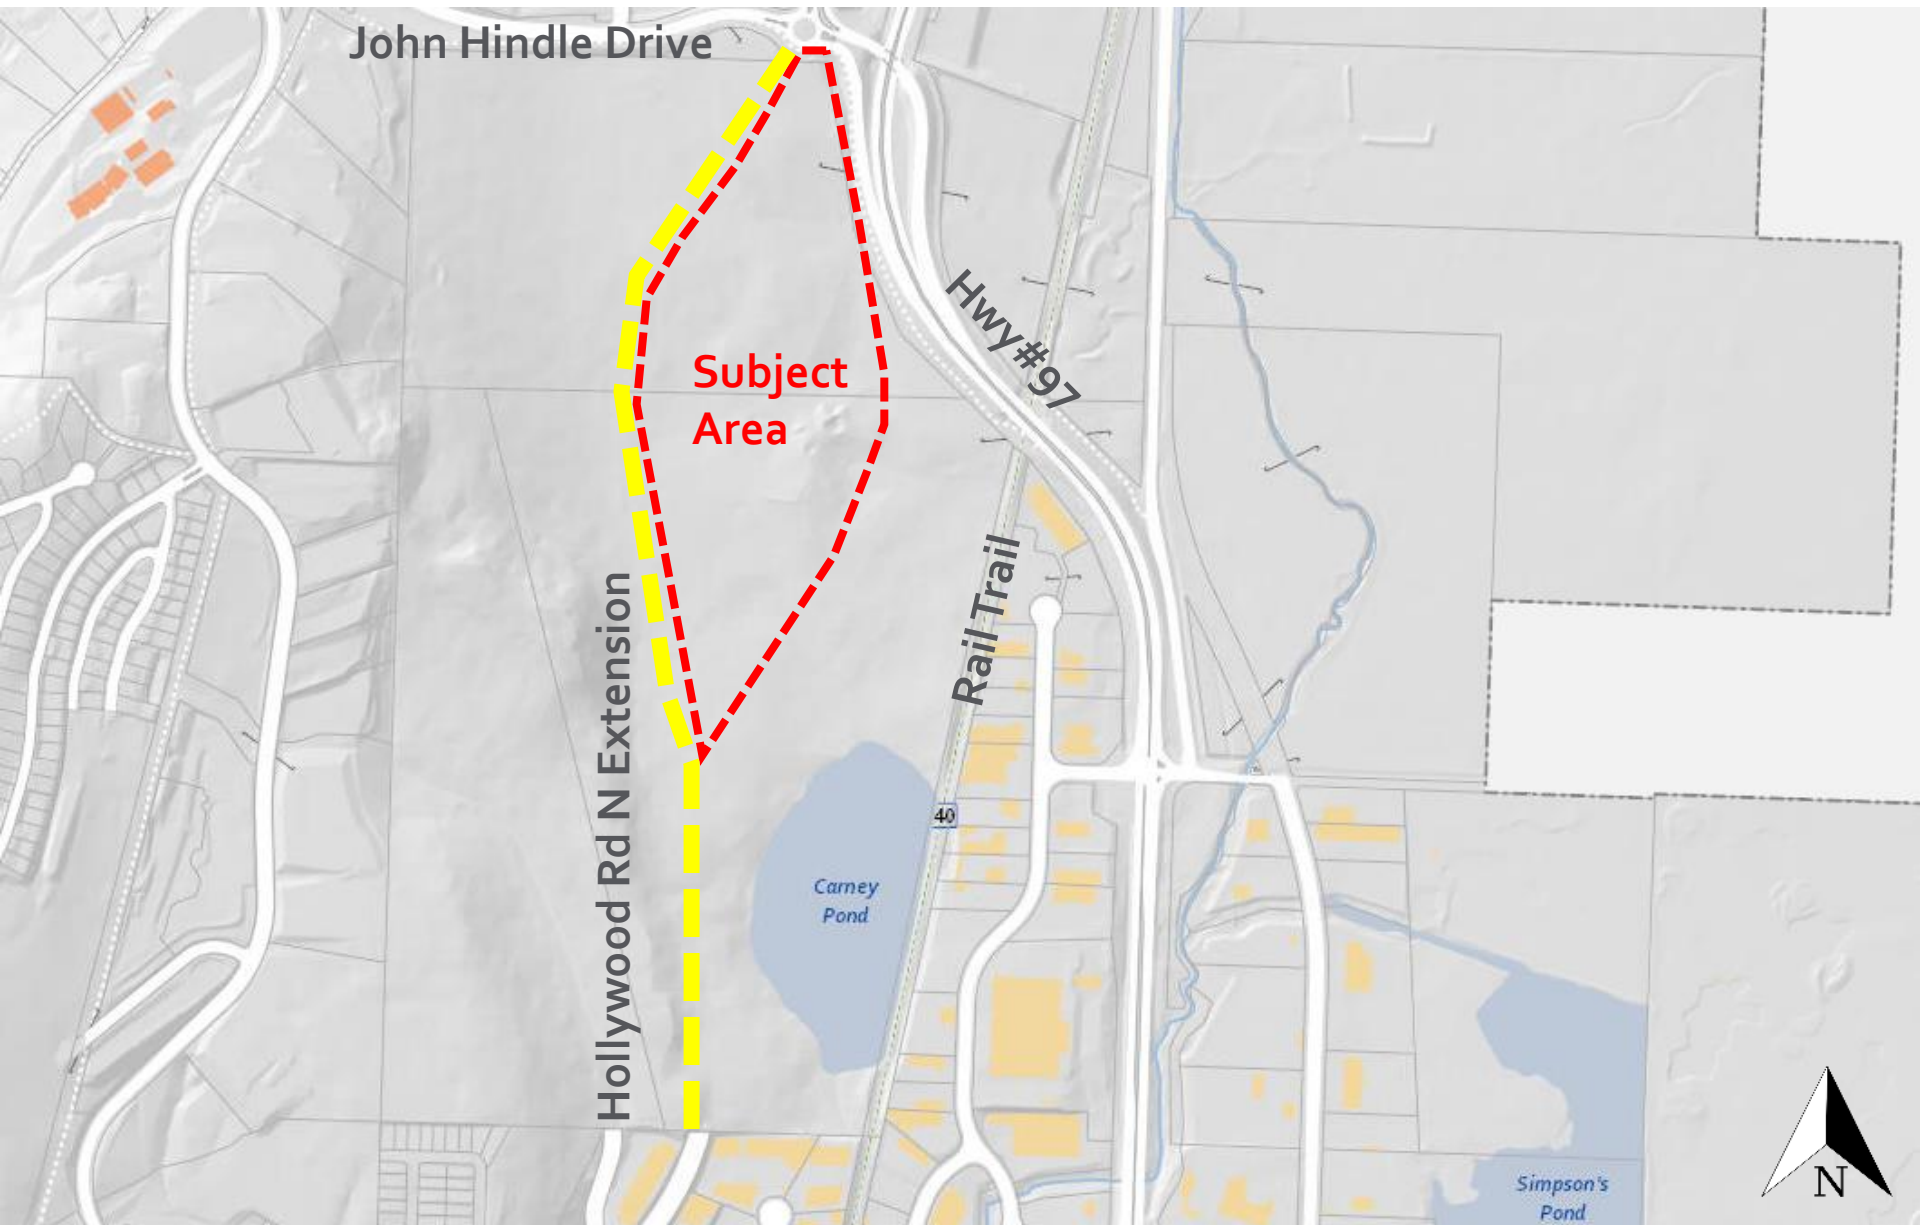 John Hindle Drive
Hwy#97
Subject
Area
Rail Trail
Hollywood Rd N Extension
40
Carney
Pond
Simpson's
Pond
N